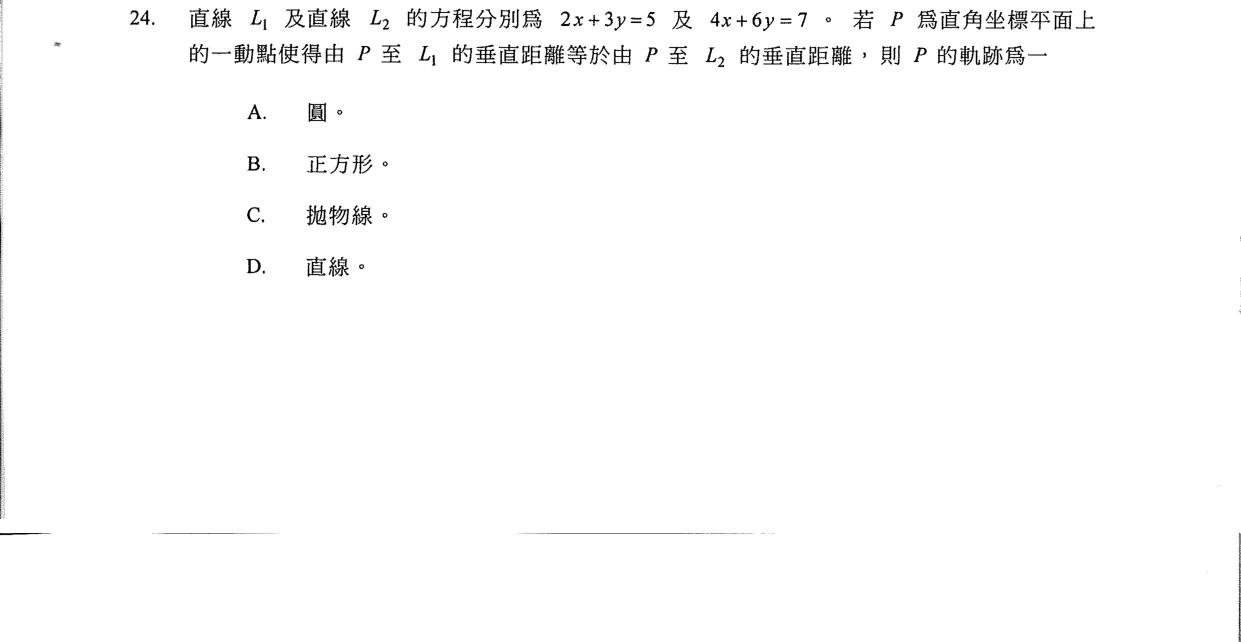 24. 直線 L₁ 及直線 L₂ 的方程分別爲 2x+3y=5 及 4x+6y=7 。 若 P 爲直角坐標平面上
的一動點使得由 P 至 L₁ 的垂直距離等於由 P 至 L₂ 的垂直距離，則 P 的軌跡爲一
A. 圓。
B. 正方形。
C. 拋物線。
D. 直線。